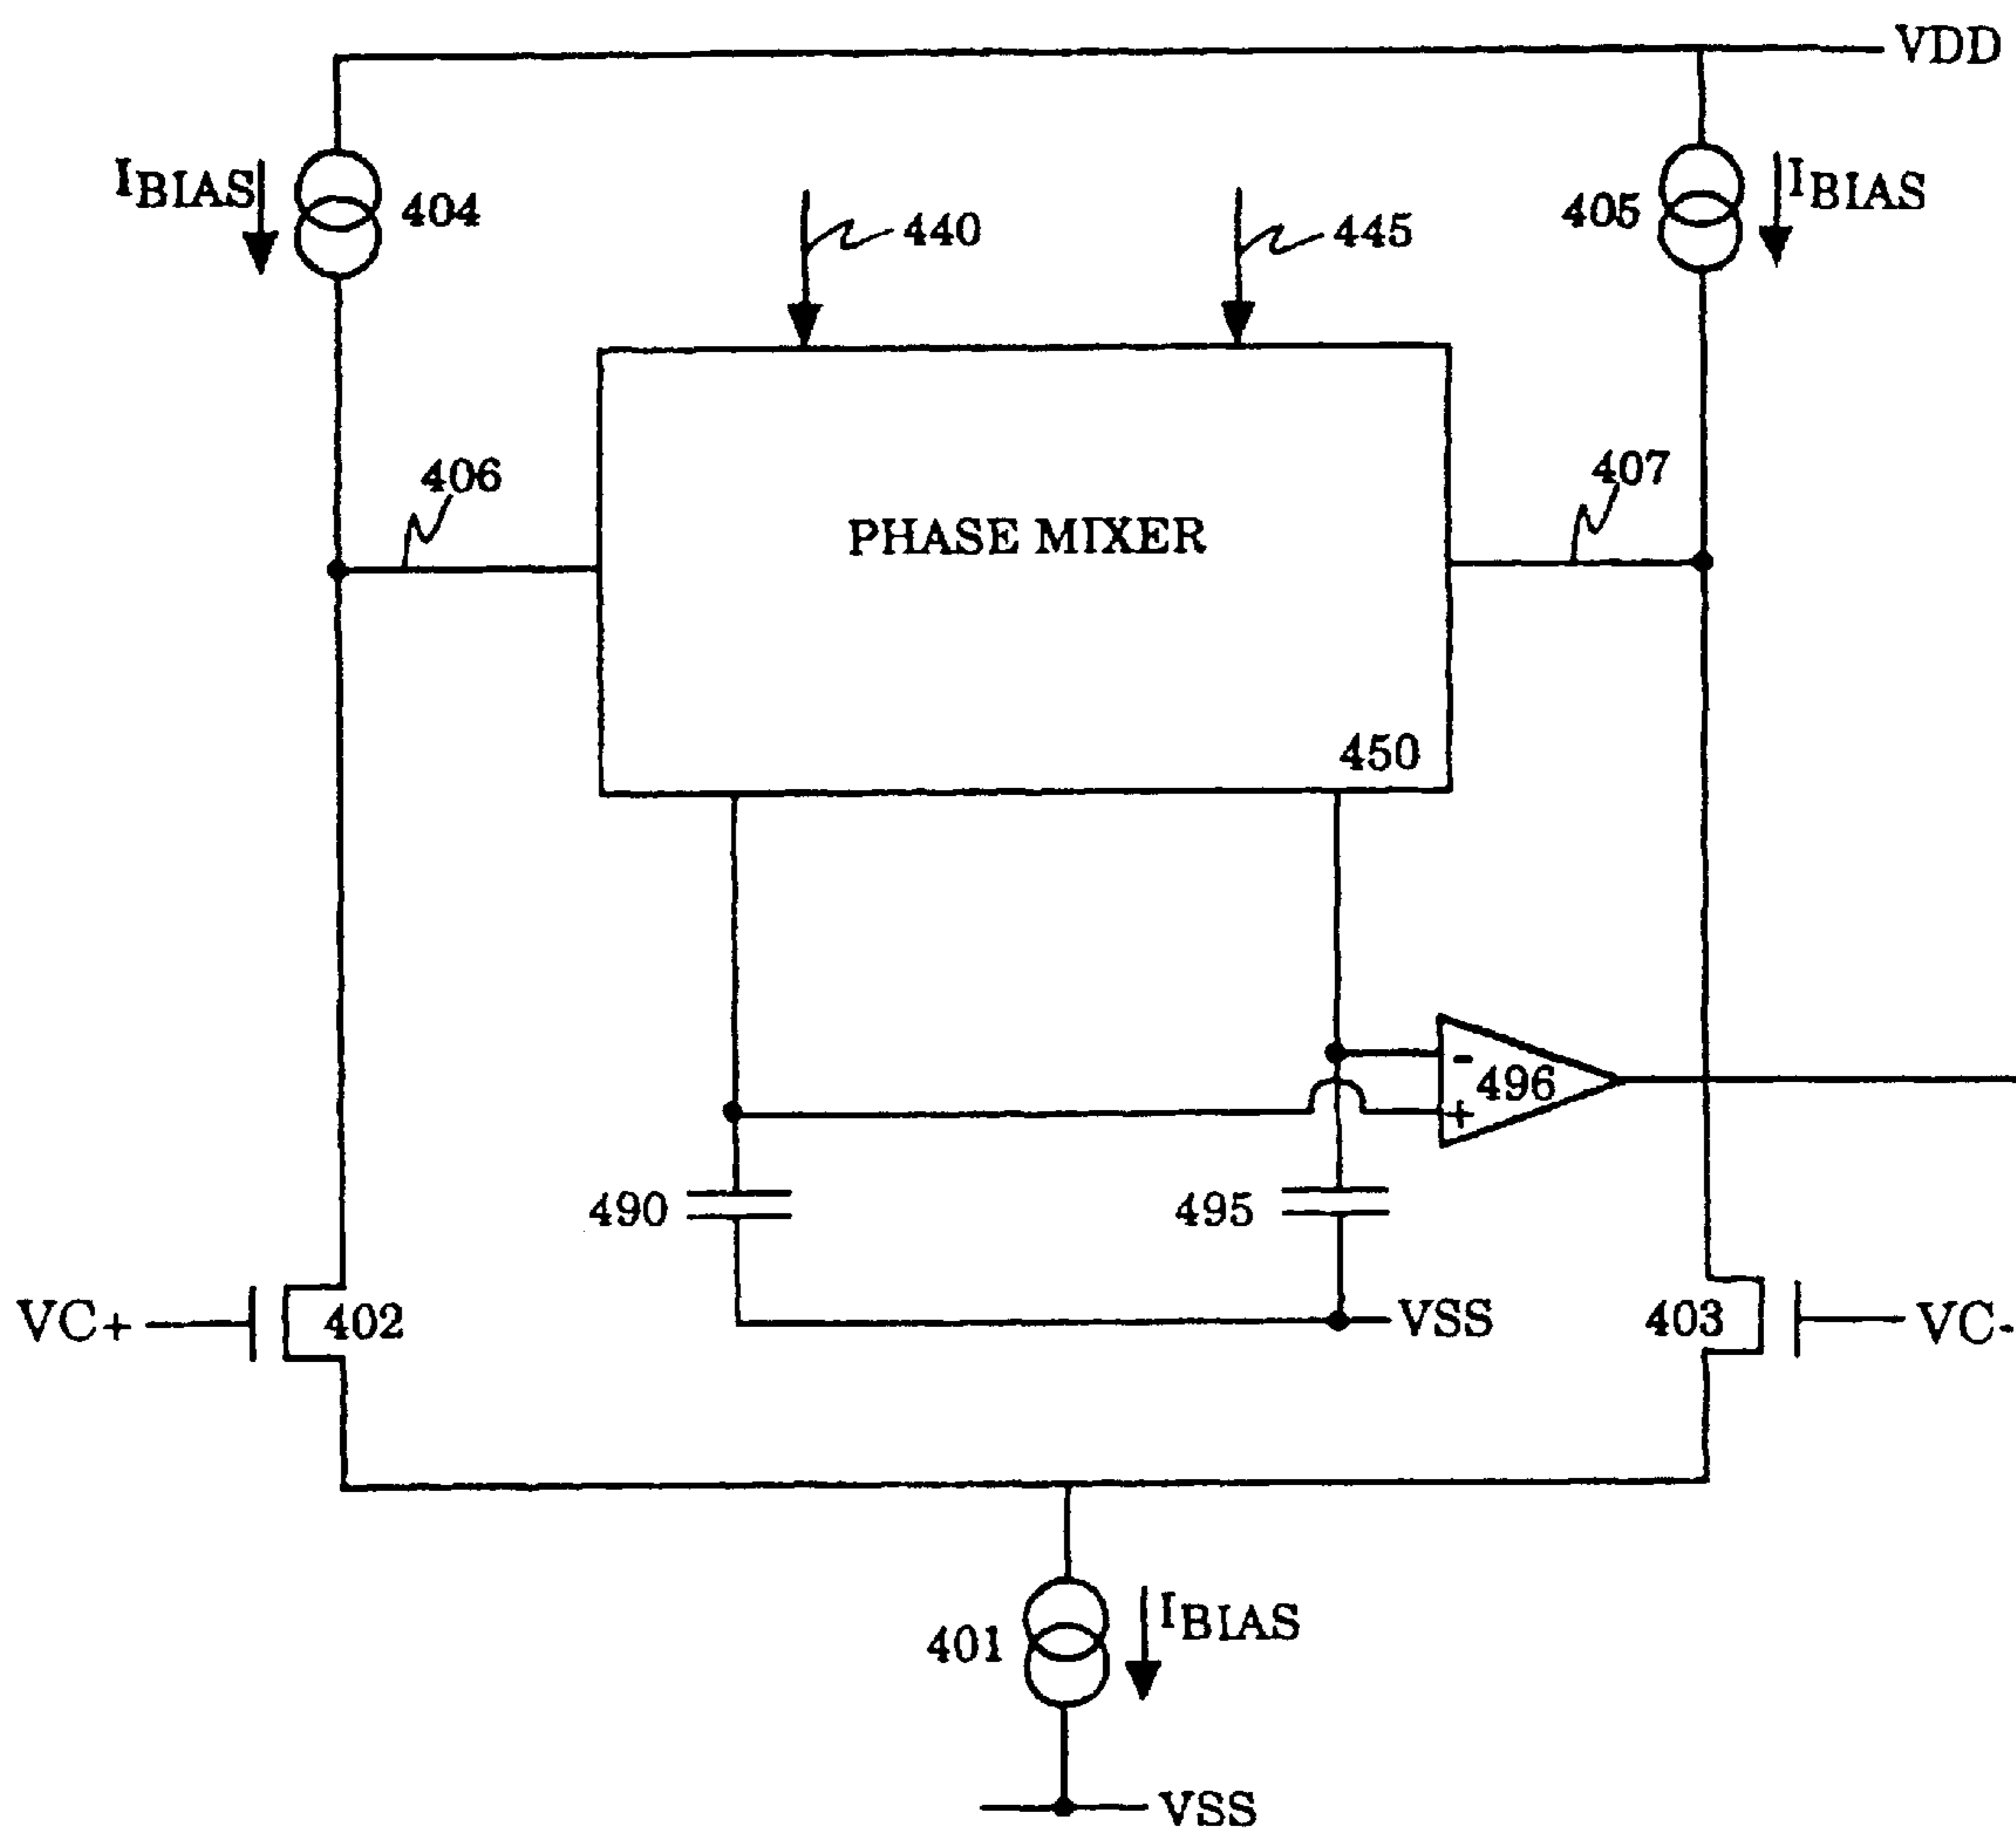 VDD
IBIAS
404
440
445
405
IBIAS
406
407
PHASE MIXER
450
-
496
+
490
495
VC+
402
VSS
403
VC-
401
IBIAS
VSS